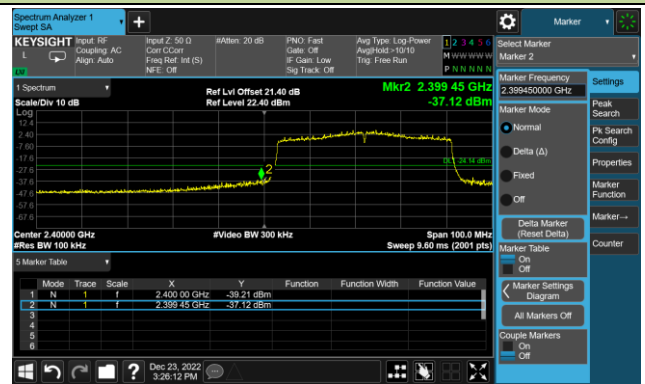 Spectrum Analyzer 1
Swept SA
+
Marker
KEYSIGHT
L
Input: RF
Coupling: AC
Align: Auto
Input Z: 50 Ω
Corr CCorr
Freq Ref: Int (S)
NFE: Off
#Atten: 20 dB
PNO: Fast
Gate: Off
IF Gain: Low
Sig Track: Off
Avg Type: Log-Power
Avg|Hold:>10/10
Trig: Free Run
1 2 3 4 5 6
M W W W W W
P N N N N N
Select Marker
Marker 2
1 Spectrum
Scale/Div 10 dB
Log
Ref Lvl Offset 21.40 dB
Ref Level 22.40 dBm
Mkr2 2.399 45 GHz
-37.12 dBm
12.4
2.40
-7.60
-17.6
-27.6
-37.6
-47.6
-57.6
-67.6
2
DL1 -24.14 dBm
Center 2.40000 GHz
#Res BW 100 kHz
#Video BW 300 kHz
Span 100.0 MHz
Sweep 9.60 ms (2001 pts)
5 Marker Table
Mode Trace Scale X Y Function Function Width Function Value
1 N 1 f 2.400 00 GHz -39.21 dBm
2 N 1 f 2.399 45 GHz -37.12 dBm
3
4
5
6
Marker Frequency
2.399450000 GHz
Marker Mode
Normal
Delta (Δ)
Fixed
Off
Delta Marker
(Reset Delta)
Marker Table
On
Off
Marker Settings
Diagram
All Markers Off
Couple Markers
On
Off
Settings
Peak
Search
Pk Search
Config
Properties
Marker
Function
Marker→
Counter
?
Dec 23, 2022
3:26:12 PM